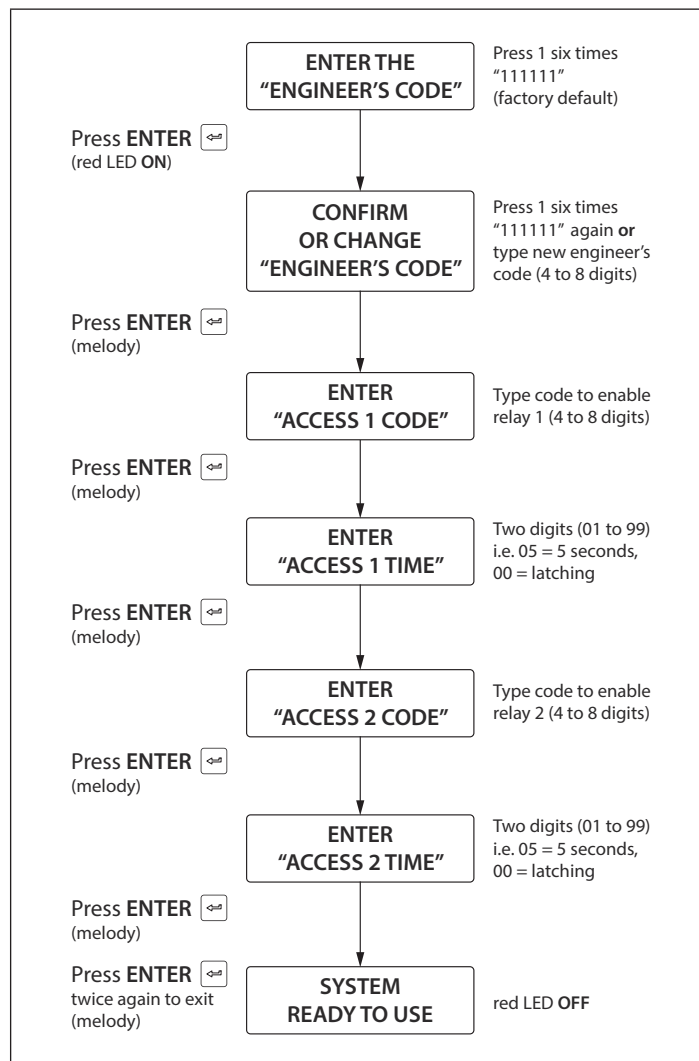 ENTER THE
“ENGINEER’S CODE”
Press 1 six times
“111111”
(factory default)
Press ENTER
(red LED ON)
CONFIRM
OR CHANGE
“ENGINEER’S CODE”
Press 1 six times
“111111” again or
type new engineer’s
code (4 to 8 digits)
Press ENTER
(melody)
ENTER
“ACCESS 1 CODE”
Type code to enable
relay 1 (4 to 8 digits)
Press ENTER
(melody)
ENTER
“ACCESS 1 TIME”
Two digits (01 to 99)
i.e. 05 = 5 seconds,
00 = latching
Press ENTER
(melody)
ENTER
“ACCESS 2 CODE”
Type code to enable
relay 2 (4 to 8 digits)
Press ENTER
(melody)
ENTER
“ACCESS 2 TIME”
Two digits (01 to 99)
i.e. 05 = 5 seconds,
00 = latching
Press ENTER
(melody)
Press ENTER
twice again to exit
(melody)
SYSTEM
READY TO USE
red LED OFF